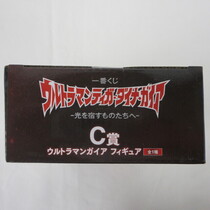 一番くじ
ウルトラマンティガ・ダイナ・ガイア
~光を宿すものたちへ~
C賞
ウルトラマンガイア フィギュア 全1種